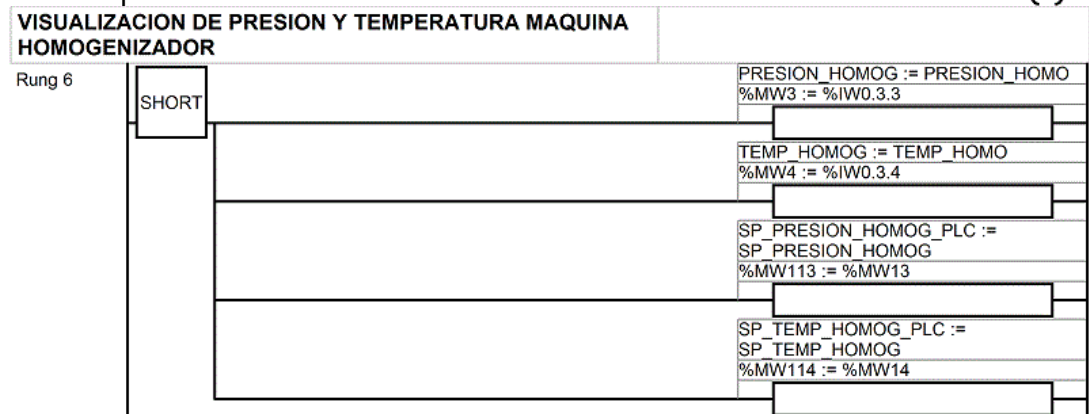 VISUALIZACION DE PRESION Y TEMPERATURA MAQUINA
HOMOGENIZADOR
Rung 6
SHORT
PRESION_HOMOG := PRESION_HOMO
%MW3 := %IW0.3.3
TEMP_HOMOG := TEMP_HOMO
%MW4 := %IW0.3.4
SP_PRESION_HOMOG_PLC :=
SP_PRESION_HOMOG
%MW113 := %MW13
SP_TEMP_HOMOG_PLC :=
SP_TEMP_HOMOG
%MW114 := %MW14